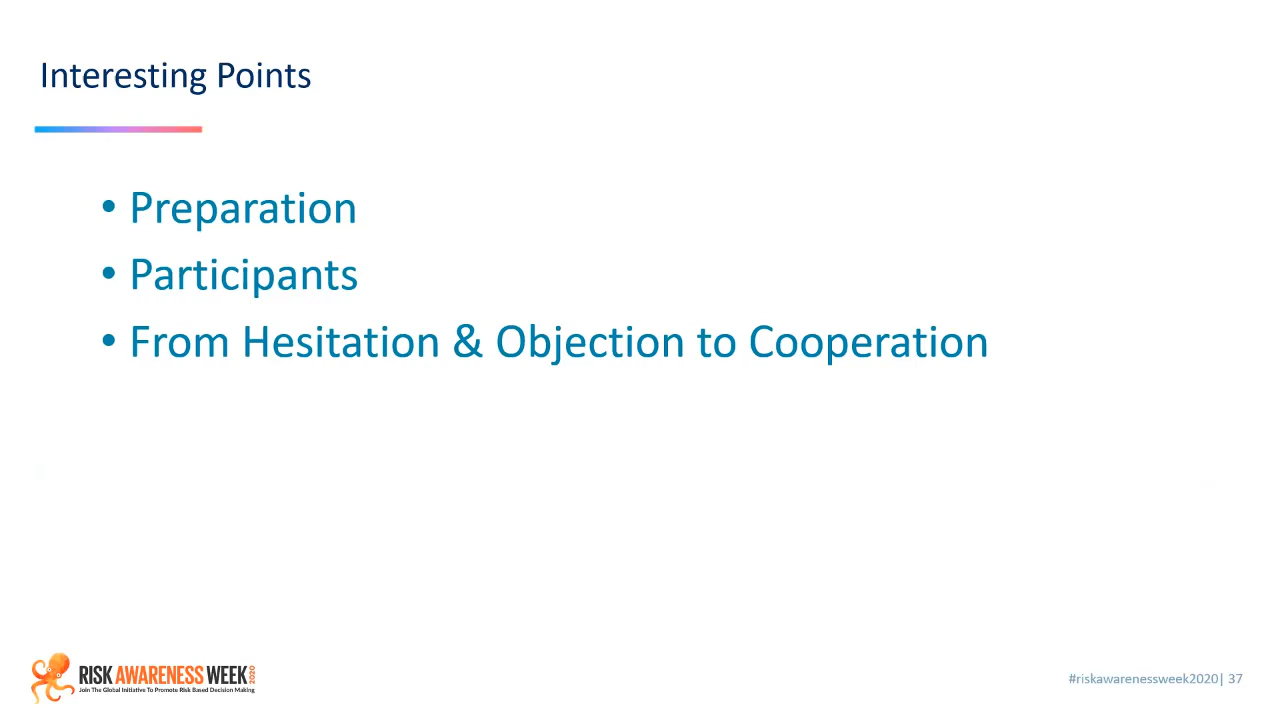 Interesting Points
• Preparation
• Participants
• From Hesitation & Objection to Cooperation
RISK AWARENESS WEEK 2020
Join The Global Initiative To Promote Risk Based Decision Making
#riskawarenessweek2020| 37